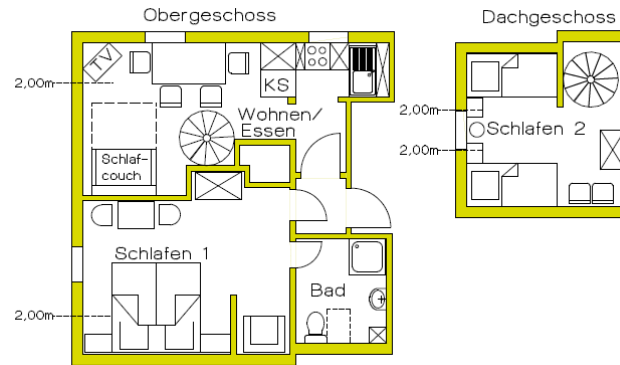 Obergeschoss
Dachgeschoss
TV
2,00m
KS
Wohnen/
Essen
Schlaf-
couch
2,00m
Schlafen 2
2,00m
Schlafen 1
Bad
2,00m